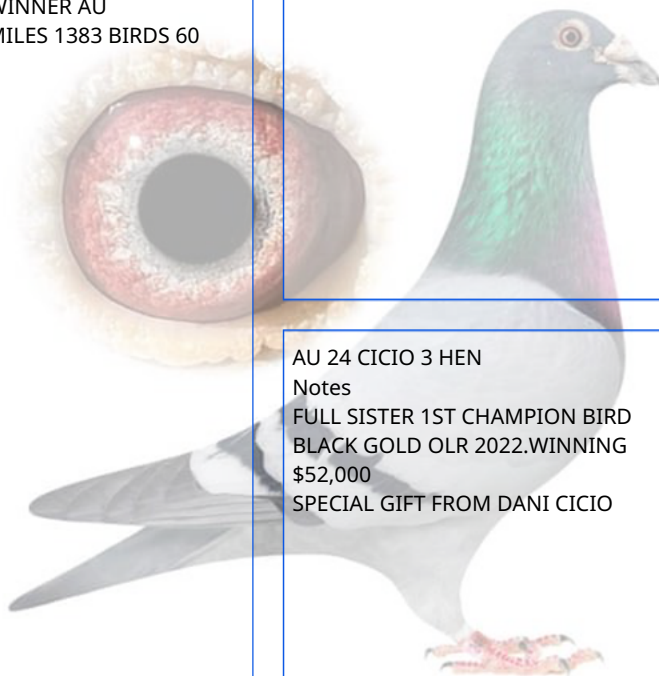 WINNER AU
MILES 1383 BIRDS 60
AU 24 CICIO 3 HEN
Notes
FULL SISTER 1ST CHAMPION BIRD
BLACK GOLD OLR 2022.WINNING
$52,000
SPECIAL GIFT FROM DANI CICIO